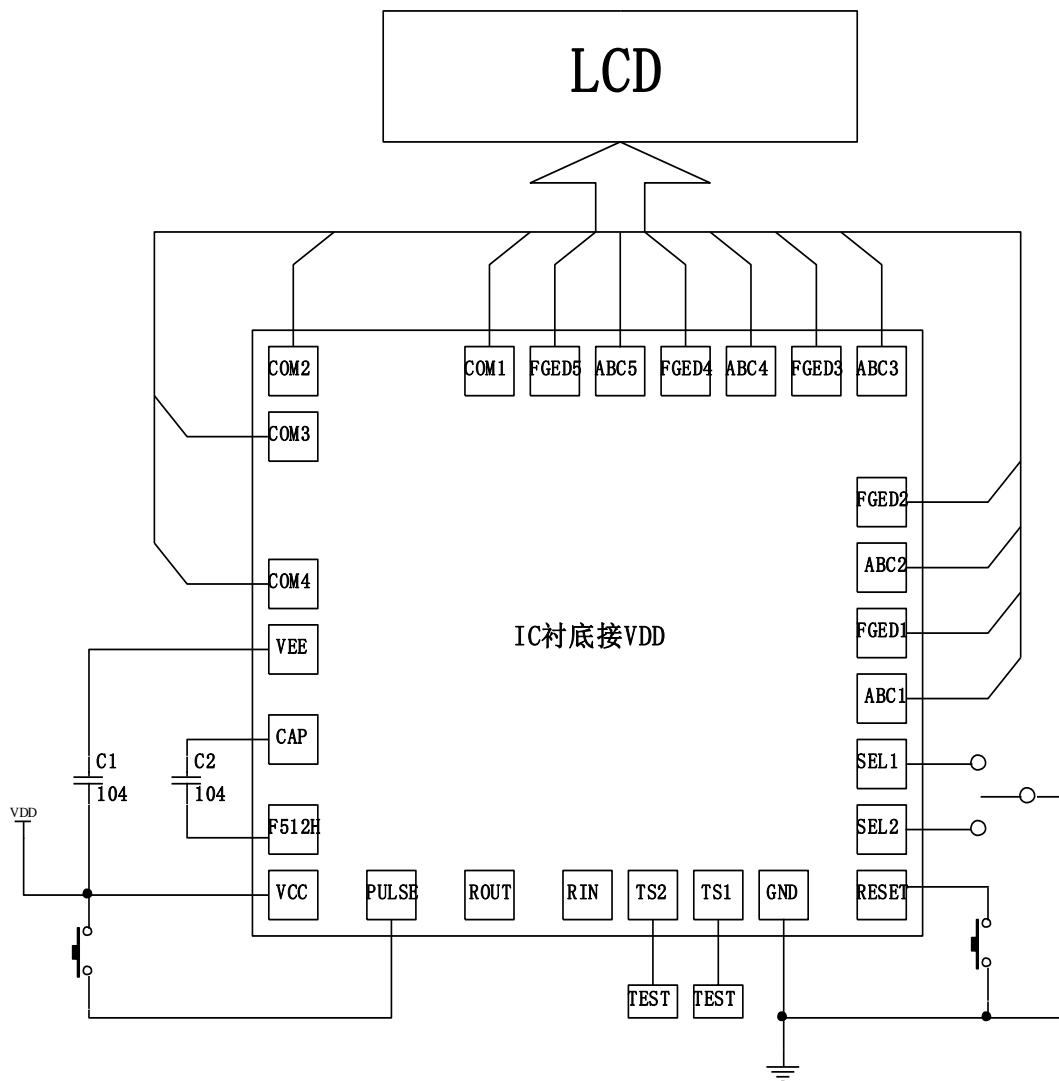 LCD
COM2
COM1
FGED5
ABC5
FGED4
ABC4
FGED3
ABC3
COM3
FGED2
ABC2
COM4
FGED1
IC衬底接VDD
VEE
ABC1
CAP
SEL1
C1
104
C2
104
VDD
F512H
SEL2
VCC
PULSE
ROUT
RIN
TS2
TS1
GND
RESET
TEST
TEST